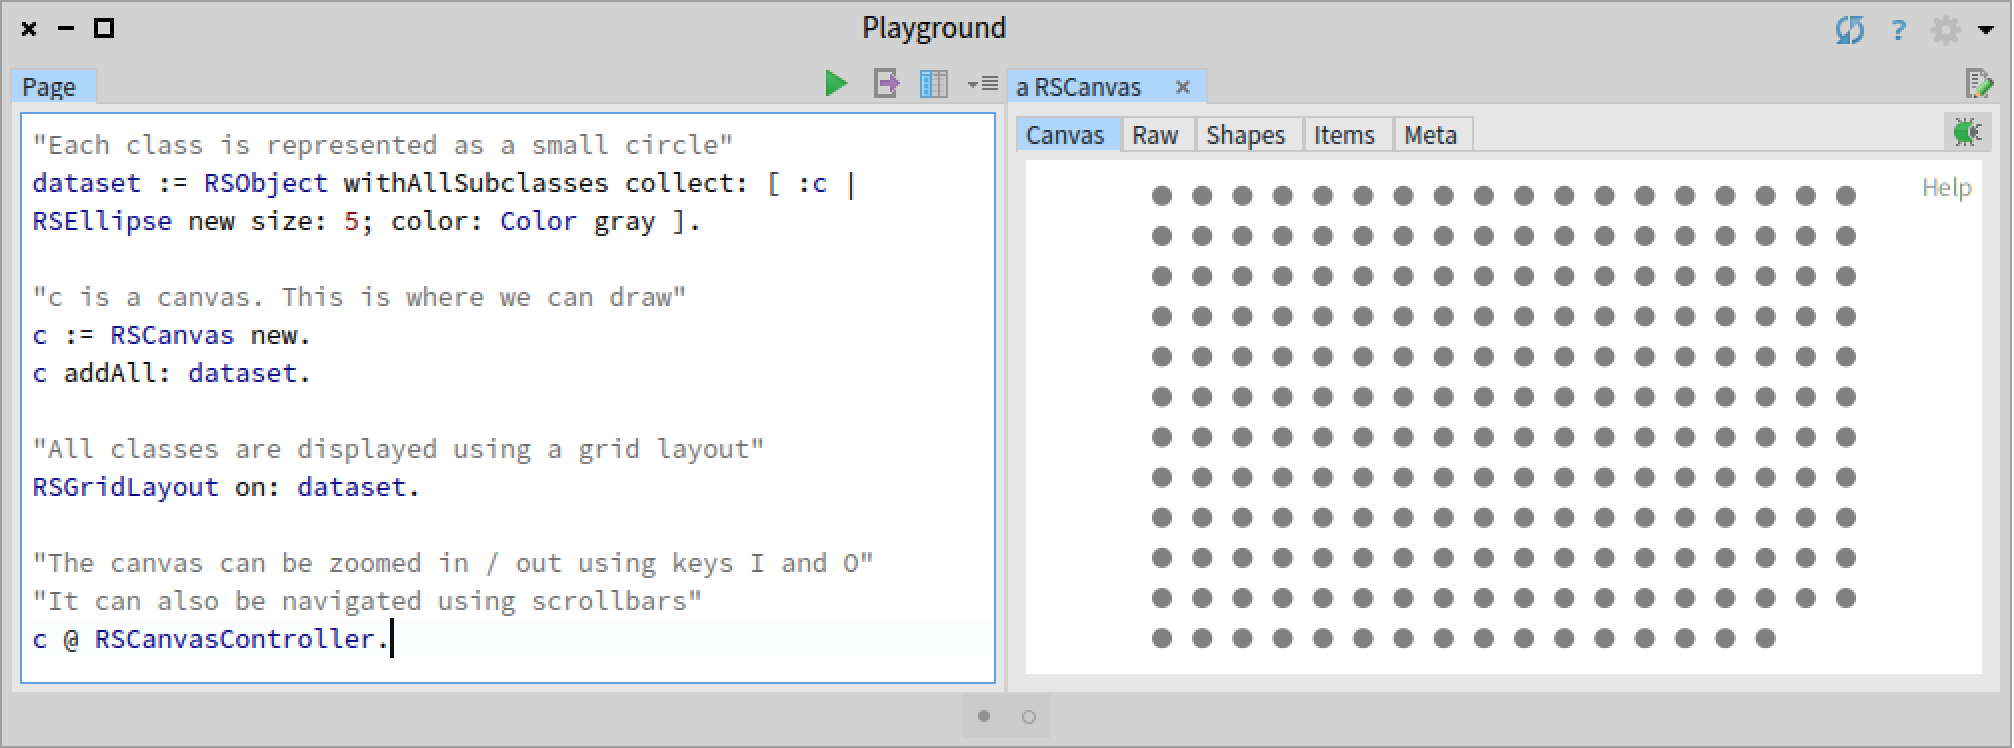 Playground
?
Page
"Each class is represented as a small circle"
dataset := RSObject withAllSubclasses collect: [ :c |
RSEllipse new size: 5; color: Color gray ].
"c is a canvas. This is where we can draw"
c := RSCanvas new.
c addAll: dataset.
"All classes are displayed using a grid layout"
RSGridLayout on: dataset.
"The canvas can be zoomed in / out using keys I and O"
"It can also be navigated using scrollbars"
c @ RSCanvasController.
a RSCanvas
Canvas Raw Shapes Items Meta
Help